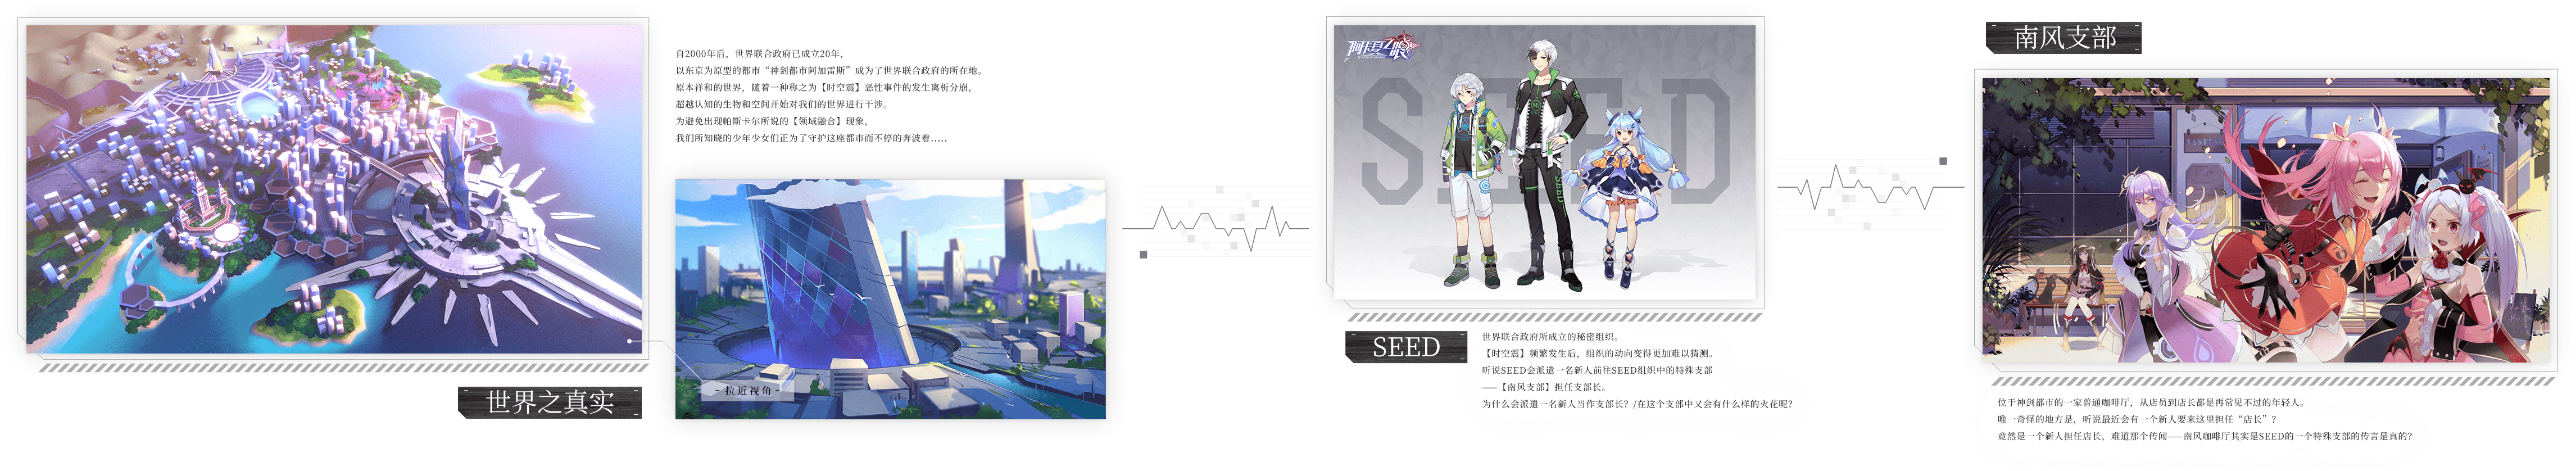 自2000年后，世界联合政府已成立20年，
以东京为原型的都市“神剑都市阿加雷斯”成为了世界联合政府的所在地。
原本祥和的世界，随着一种称之为【时空震】恶性事件的发生离析分崩，
超越认知的生物和空间开始对我们的世界进行干涉。
为避免出现帕斯卡尔所说的【领域融合】现象，
我们所知晓的少年少女们正为了守护这座都市而不停的奔波着.....
世界之真实
- 拉近视角 -
阿卡夏之眼
SEED
SEED
世界联合政府所成立的秘密组织。
【时空震】频繁发生后，组织的动向变得更加难以猜测。
听说SEED会派遣一名新人前往SEED组织中的特殊支部
——【南风支部】担任支部长。
为什么会派遣一名新人当作支部长？/在这个支部中又会有什么样的火花呢？
南风支部
位于神剑都市的一家普通咖啡厅，从店员到店长都是再常见不过的年轻人。
唯一奇怪的地方是，听说最近会有一个新人要来这里担任“店长”？
竟然是一个新人担任店长，难道那个传闻——南风咖啡厅其实是SEED的一个特殊支部的传言是真的？